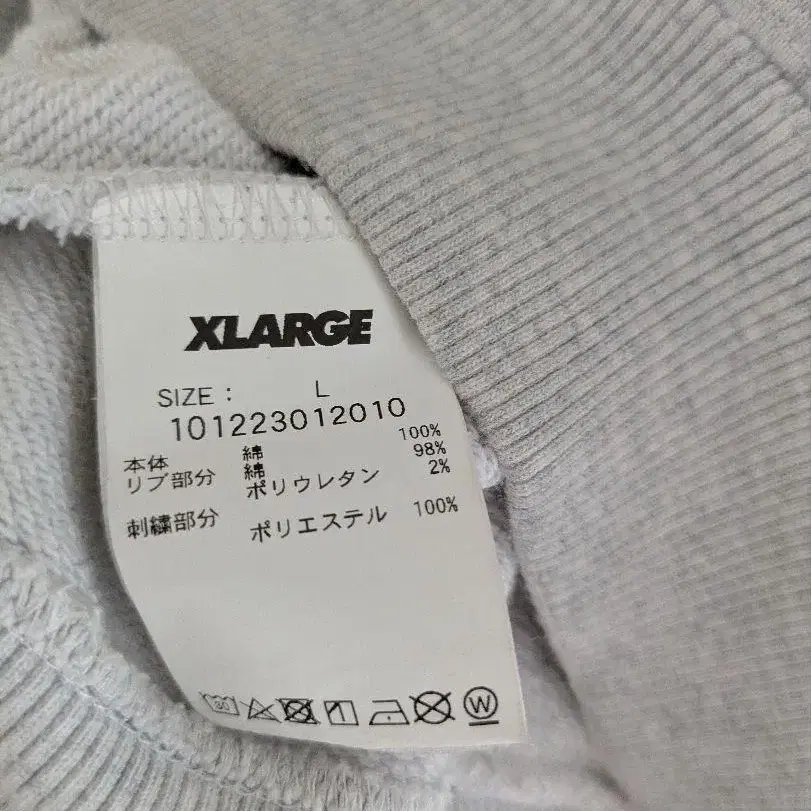 XLARGE
SIZE : L
101223012010
本体 綿 100%
リブ部分 綿 98%
ポリウレタン 2%
刺繍部分 ポリエステル 100%
30
W